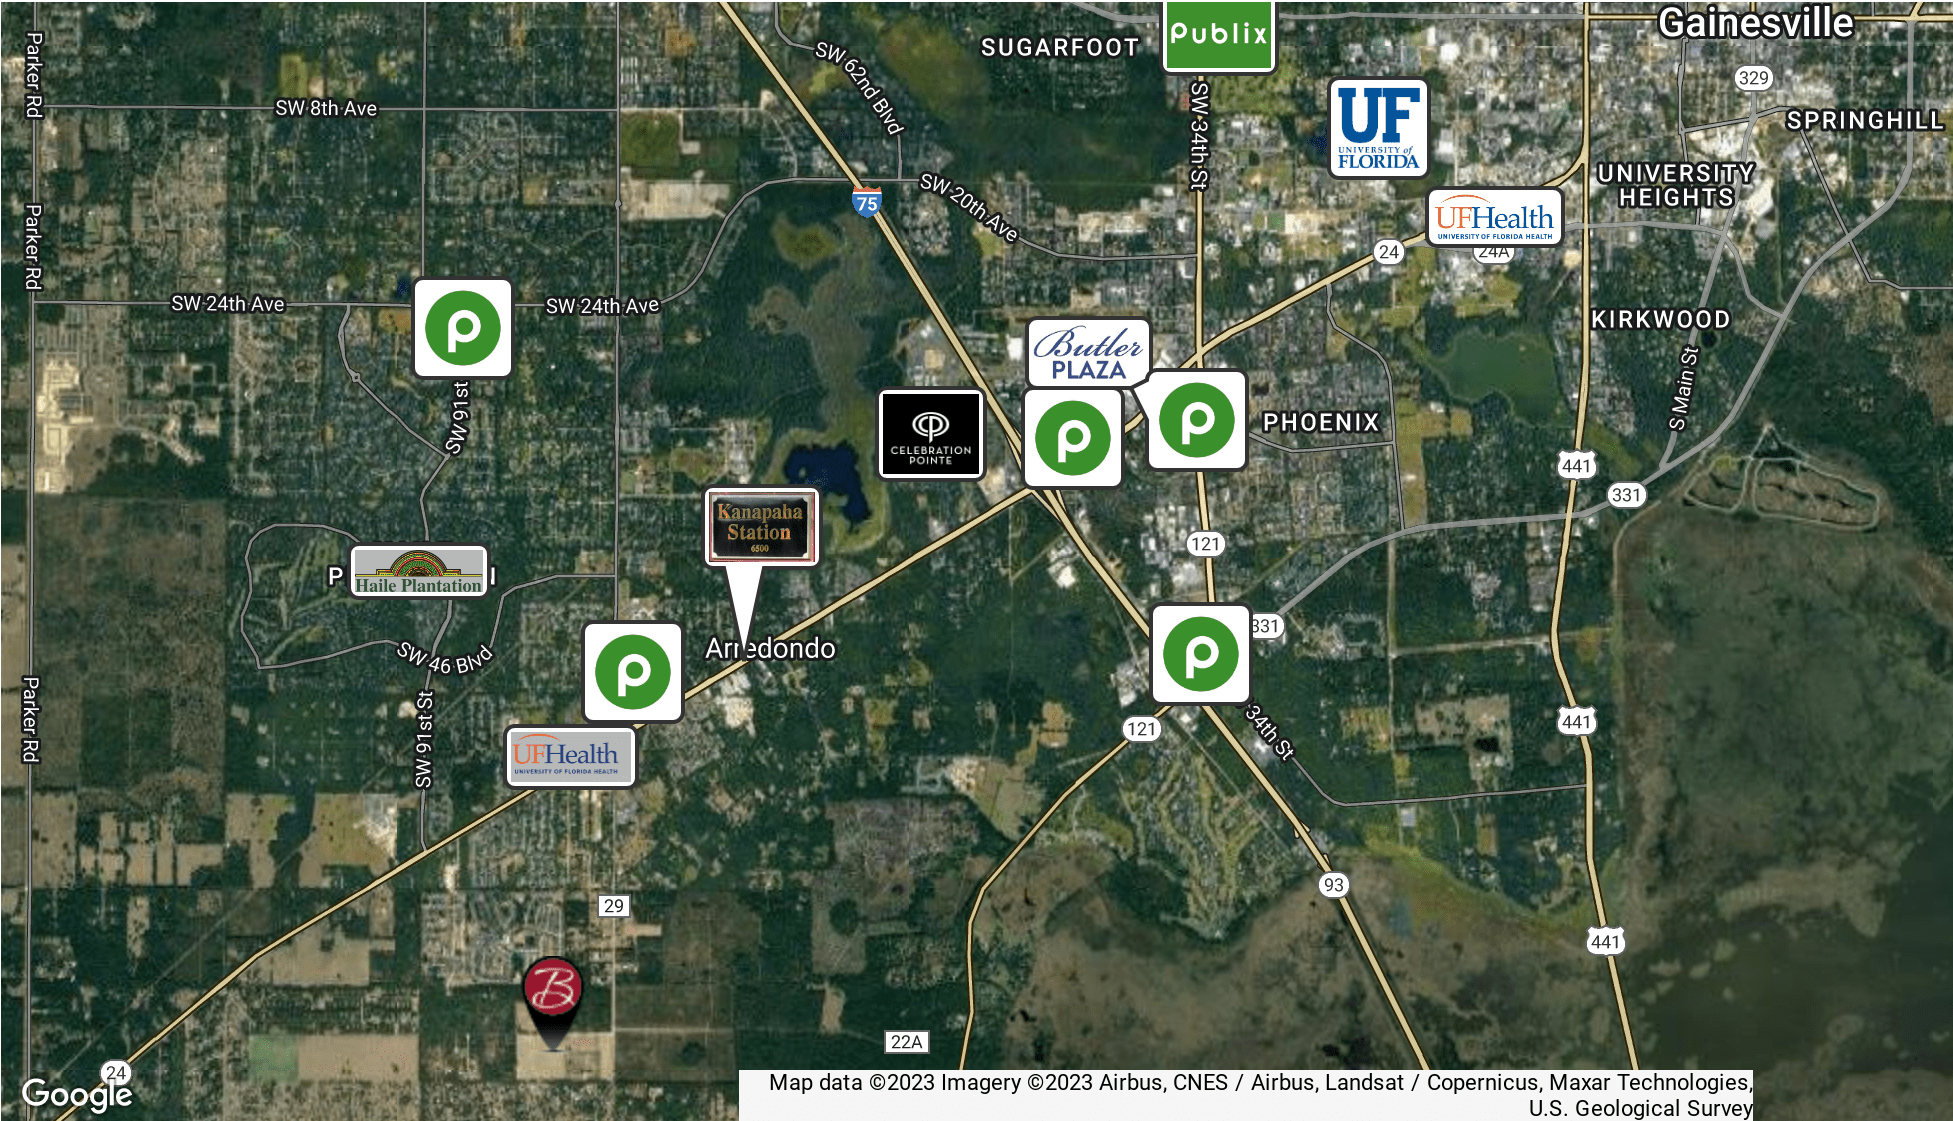 Gainesville
Publix
SUGARFOOT
Parker Rd
SW 62nd Blvd
329
SW 8th Ave
SW 34th St
UF
UNIVERSITY of
FLORIDA
SPRINGHILL
UNIVERSITY
HEIGHTS
75
SW 20th Ave
UFHealth
UNIVERSITY OF FLORIDA HEALTH
Parker Rd
24
24A
SW 24th Ave
SW 24th Ave
p
KIRKWOOD
Butler
PLAZA
S Main St
SW 91st
p
p
PHOENIX
CELEBRATION
POINTE
441
331
Kanapaha
Station
6500
121
P
Haile Plantation
I
331
Arredondo
SW 46 Blvd
p
p
Parker Rd
SW 91st St
121
34th St
441
UFHealth
UNIVERSITY OF FLORIDA HEALTH
93
29
441
B
22A
24
Google
Map data ©2023 Imagery ©2023 Airbus, CNES / Airbus, Landsat / Copernicus, Maxar Technologies,
U.S. Geological Survey